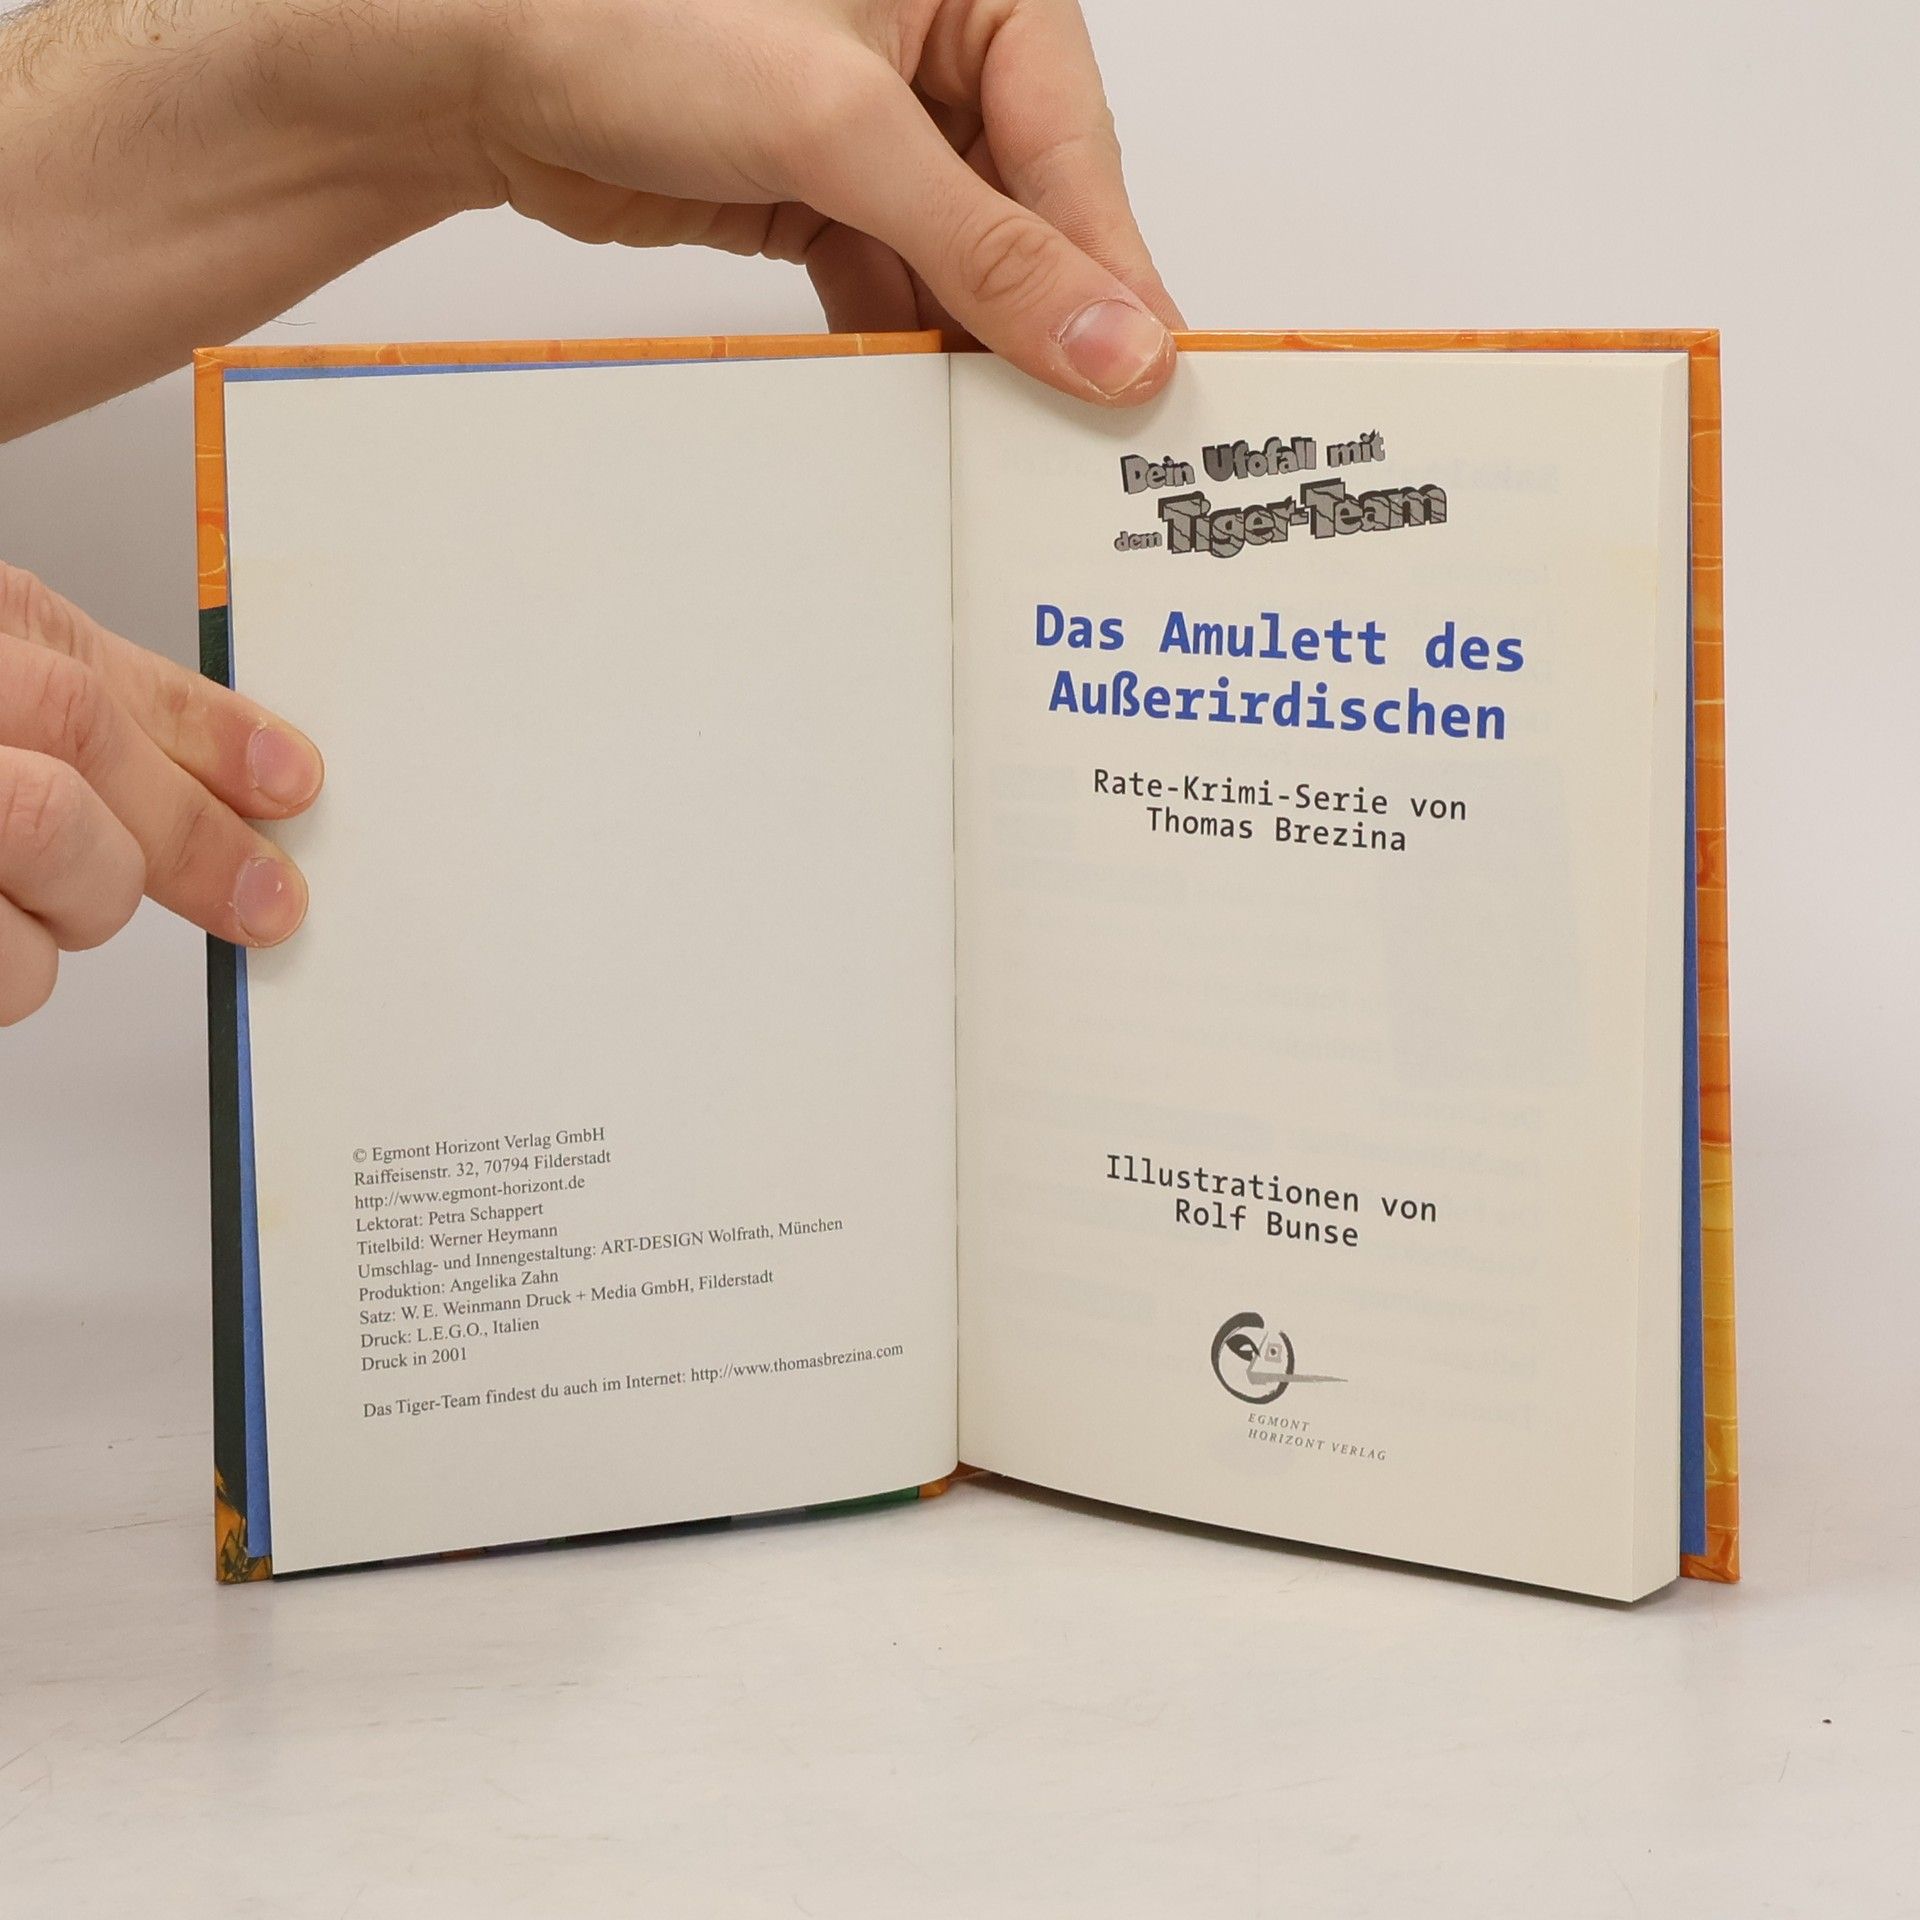 © Egmont Horizont Verlag GmbH
Raiffeisenstr. 32, 70794 Filderstadt
http://www.egmont-horizont.de
Lektorat: Petra Schappert
Titelbild: Werner Heymann
Umschlag- und Innengestaltung: ART-DESIGN Wolfrath, München
Produktion: Angelika Zahn
Satz: W. E. Weinmann Druck + Media GmbH, Filderstadt
Druck: L.E.G.O., Italien
Druck in 2001
Das Tiger-Team findest du auch im Internet: http://www.thomasbrezina.com
Dein Ufofall mit
dem Tiger-Team
Das Amulett des
Außerirdischen
Rate-Krimi-Serie von
Thomas Brezina
Illustrationen von
Rolf Bunse
EGMONT
HORIZONT VERLAG